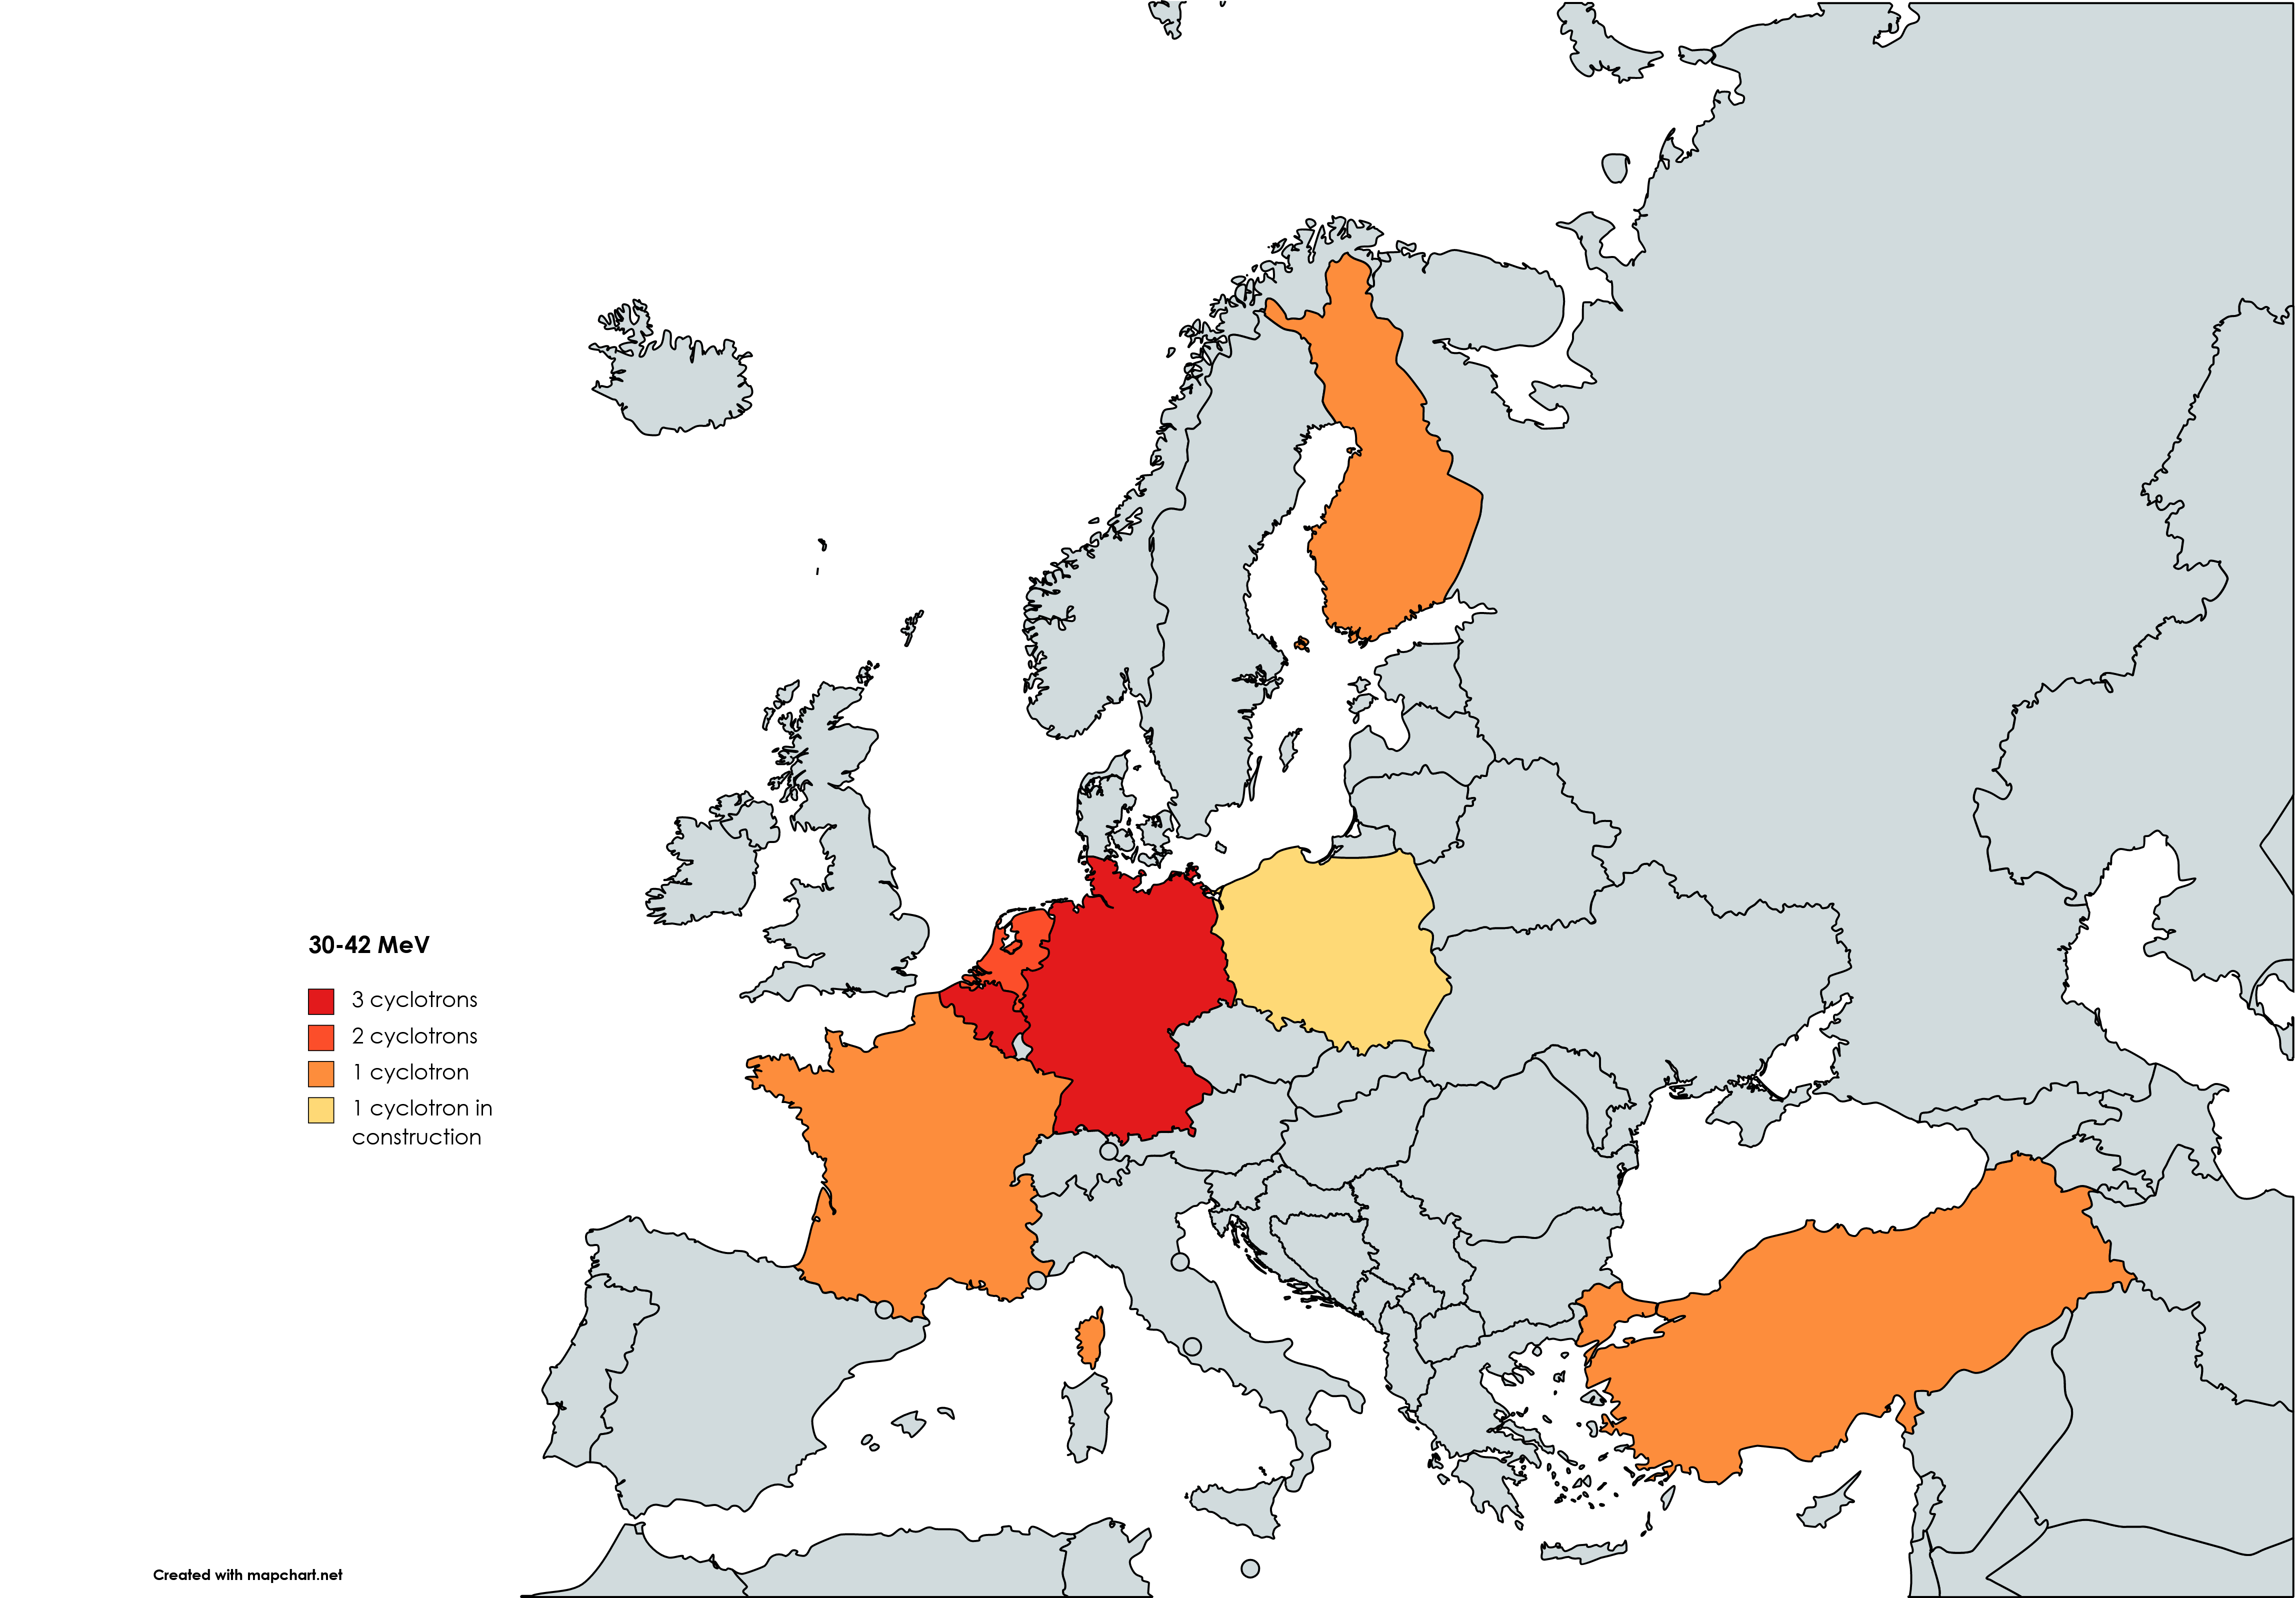 30-42 MeV
3 cyclotrons
2 cyclotrons
1 cyclotron
1 cyclotron in
construction
Created with mapchart.net